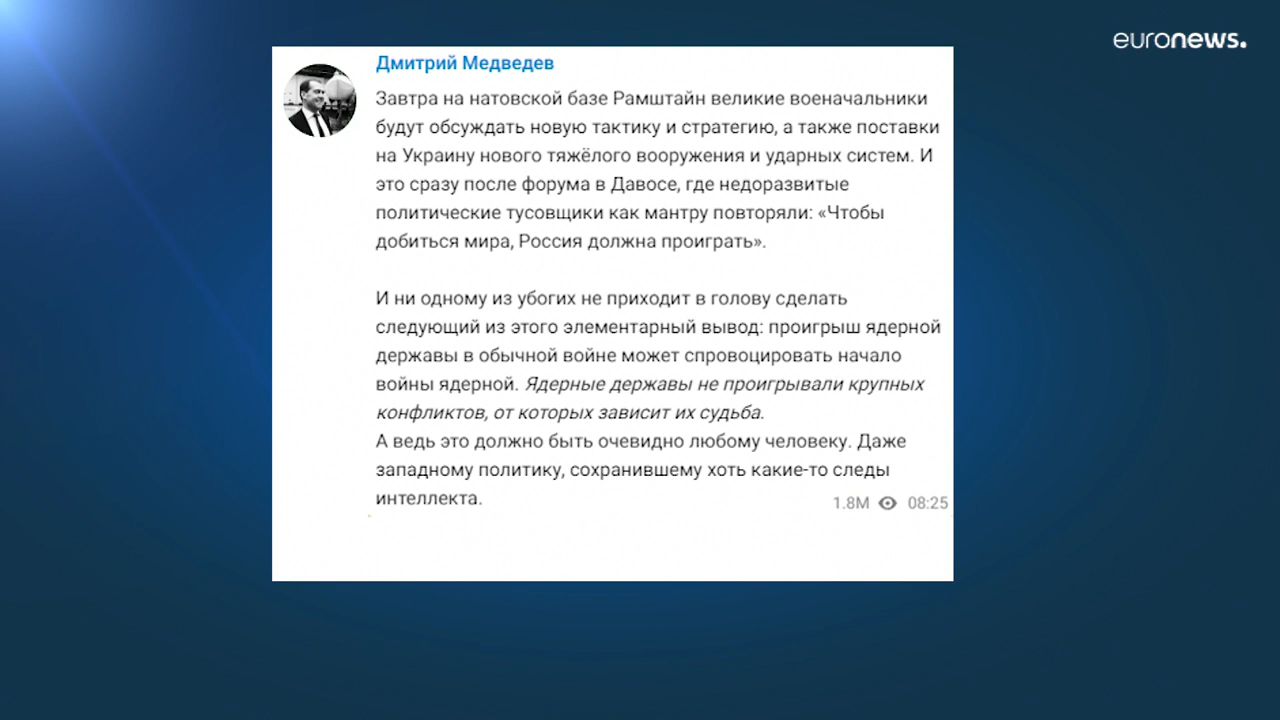 euronews.
Дмитрий Медведев
Завтра на натовской базе Рамштайн великие военачальники
будут обсуждать новую тактику и стратегию, а также поставки
на Украину нового тяжёлого вооружения и ударных систем. И
это сразу после форума в Давосе, где недоразвитые
политические тусовщики как мантру повторяли: «Чтобы
добиться мира, Россия должна проиграть».
И ни одному из убогих не приходит в голову сделать
следующий из этого элементарный вывод: проигрыш ядерной
державы в обычной войне может спровоцировать начало
войны ядерной. Ядерные державы не проигрывали крупных
конфликтов, от которых зависит их судьба.
А ведь это должно быть очевидно любому человеку. Даже
западному политику, сохранившему хоть какие-то следы
интеллекта.
1.8M 08:25